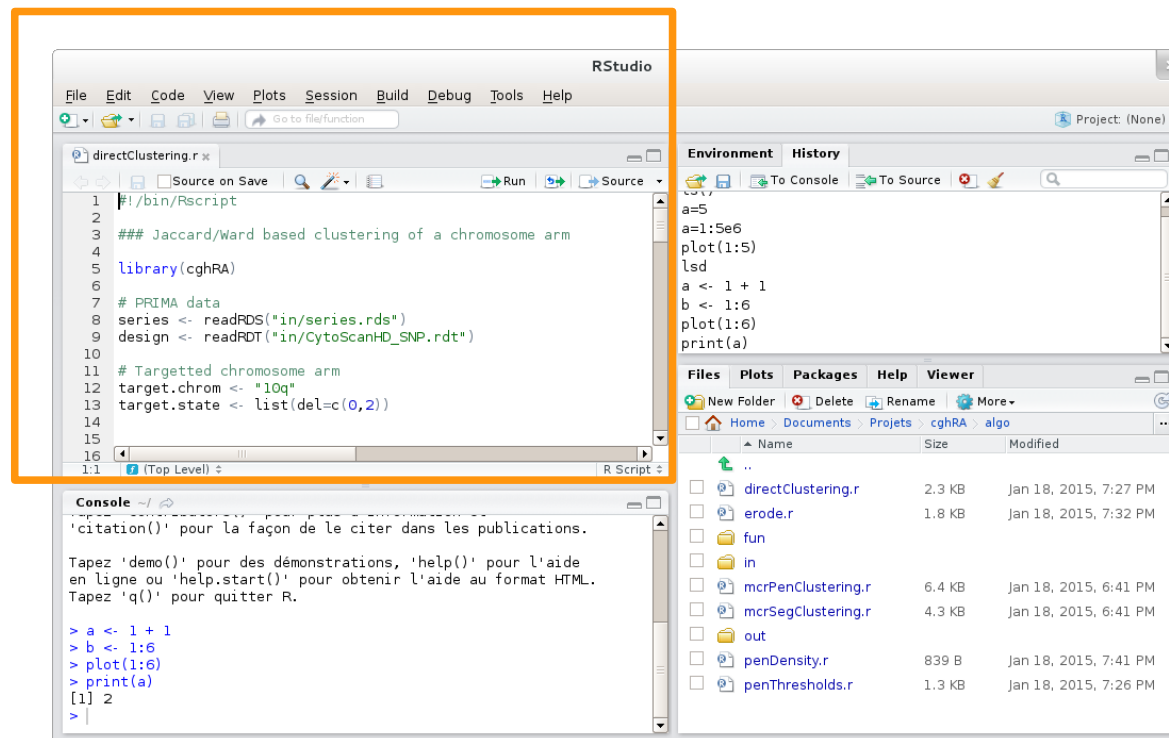 RStudio
File Edit Code View Plots Session Build Debug Tools Help
Go to file/function
Project: (None)
directClustering.r
Source on Save Run Source
1 #!/bin/Rscript
2
3 ### Jaccard/Ward based clustering of a chromosome arm
4
5 library(cghRA)
6
7 # PRIMA data
8 series <- readRDS("in/series.rds")
9 design <- readRDT("in/CytoScanHD_SNP.rdt")
10
11 # Targetted chromosome arm
12 target.chrom <- "10q"
13 target.state <- list(del=c(0,2))
14
15
16
1:1 (Top Level) R Script
Console ~/
'citation()' pour la façon de le citer dans les publications.
Tapez 'demo()' pour des démonstrations, 'help()' pour l'aide
en ligne ou 'help.start()' pour obtenir l'aide au format HTML.
Tapez 'q()' pour quitter R.
> a <- 1 + 1
> b <- 1:6
> plot(1:6)
> print(a)
[1] 2
>
Environment History
To Console To Source
a=5
a=1:5e6
plot(1:5)
lsd
a <- 1 + 1
b <- 1:6
plot(1:6)
print(a)
Files Plots Packages Help Viewer
New Folder Delete Rename More
Home Documents Projets cghRA algo ...
Name Size Modified
..
directClustering.r 2.3 KB Jan 18, 2015, 7:27 PM
erode.r 1.8 KB Jan 18, 2015, 7:32 PM
fun
in
mcrPenClustering.r 6.4 KB Jan 18, 2015, 6:41 PM
mcrSegClustering.r 4.3 KB Jan 18, 2015, 6:41 PM
out
penDensity.r 839 B Jan 18, 2015, 7:41 PM
penThresholds.r 1.3 KB Jan 18, 2015, 7:26 PM